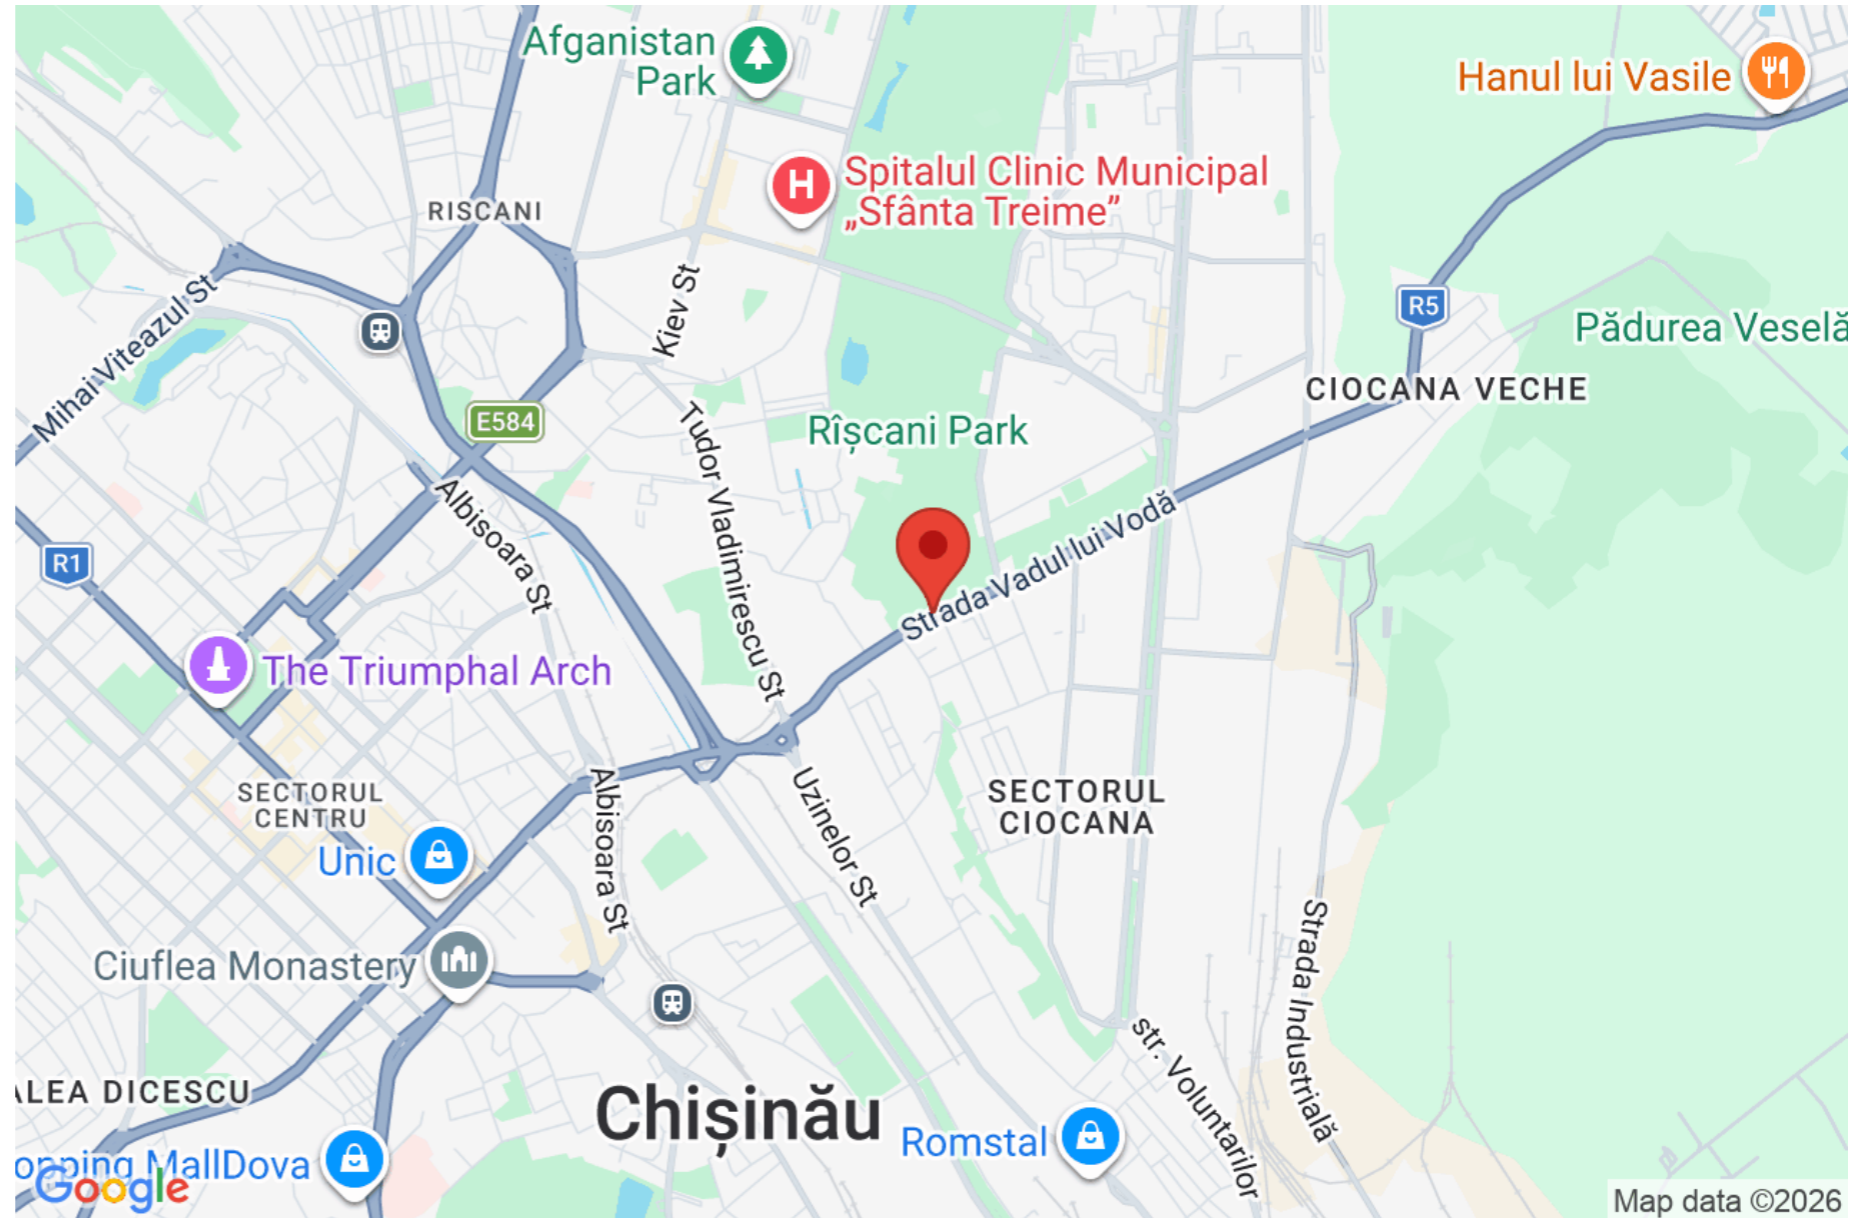 Afganistan
Park
Hanul lui Vasile
H
Spitalul Clinic Municipal
„Sfânta Treime”
RISCANI
Kiev St
Mihai Viteazul St
R5
Pădurea Veselă
CIOCANA VECHE
E584
Rîșcani Park
Tudor Vladimirescu St
Albisoara St
Strada Vadul lui Vodă
R1
The Triumphal Arch
SECTORUL
CENTRU
Albisoara St
Uzinelor St
SECTORUL
CIOCANA
Unic
Strada Industrială
Ciuflea Monastery
str. Voluntarilor
ALEA DICESCU
Chișinău
Romstal
opping MallDova
Google
Map data ©2026